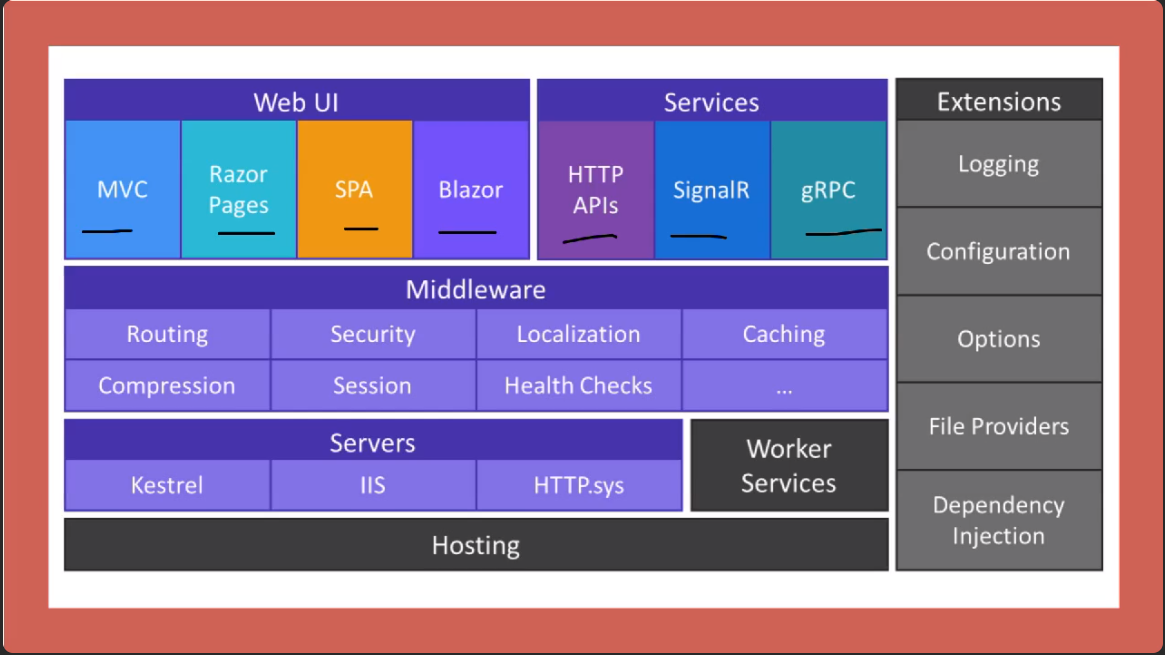 Web UI
MVC
Razor
Pages
SPA
Blazor
Services
HTTP
APIs
SignalR
gRPC
Middleware
Routing
Security
Localization
Caching
Compression
Session
Health Checks
...
Servers
Kestrel
IIS
HTTP.sys
Worker
Services
Hosting
Extensions
Logging
Configuration
Options
File Providers
Dependency
Injection